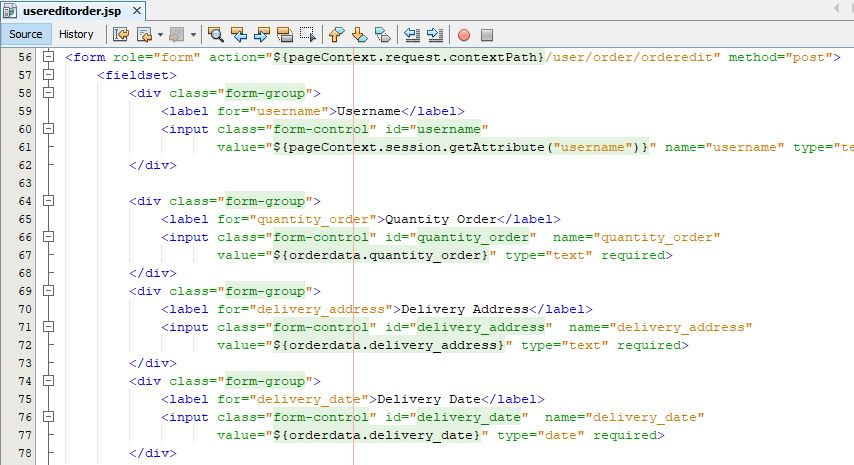 usereditorder.jsp
Source History
56 <form role="form" action="${pageContext.request.contextPath}/user/order/orderedit" method="post">
57 <fieldset>
58 <div class="form-group">
59 <label for="username">Username</label>
60 <input class="form-control" id="username"
61 value="${pageContext.session.getAttribute("username")}" name="username" type="te
62 </div>
63
64 <div class="form-group">
65 <label for="quantity_order">Quantity Order</label>
66 <input class="form-control" id="quantity_order"  name="quantity_order"
67 value="${orderdata.quantity_order}" type="text" required>
68 </div>
69 <div class="form-group">
70 <label for="delivery_address">Delivery Address</label>
71 <input class="form-control" id="delivery_address"  name="delivery_address"
72 value="${orderdata.delivery_address}" type="text" required>
73 </div>
74 <div class="form-group">
75 <label for="delivery_date">Delivery Date</label>
76 <input class="form-control" id="delivery_date"  name="delivery_date"
77 value="${orderdata.delivery_date}" type="date" required>
78 </div>